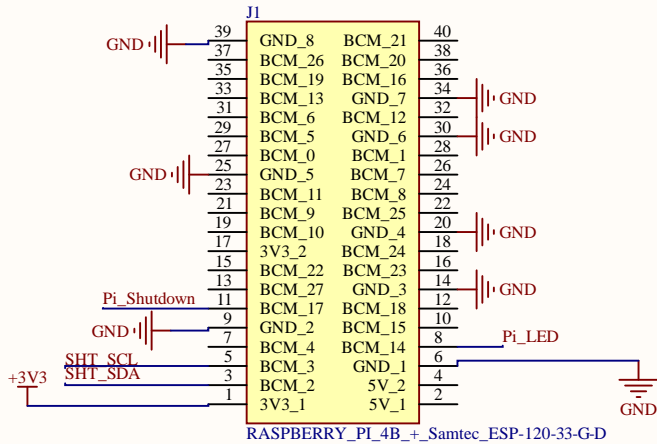 J1
39 GND_8 BCM_21 40
GND
37 BCM_26 BCM_20 38
35 BCM_19 BCM_16 36
33 BCM_13 GND_7 34 GND
31 BCM_6 BCM_12 32
29 BCM_5 GND_6 30 GND
27 BCM_0 BCM_1 28
GND 25 GND_5 BCM_7 26
23 BCM_11 BCM_8 24
21 BCM_9 BCM_25 22
19 BCM_10 GND_4 20 GND
17 3V3_2 BCM_24 18
15 BCM_22 BCM_23 16
13 BCM_27 GND_3 14 GND
Pi_Shutdown 11 BCM_17 BCM_18 12
GND 9 GND_2 BCM_15 10
7 BCM_4 BCM_14 8 Pi_LED
SHT_SCL 5 BCM_3 GND_1 6
+3V3 SHT_SDA 3 BCM_2 5V_2 4
1 3V3_1 5V_1 2
GND
RASPBERRY_PI_4B_+_Samtec_ESP-120-33-G-D